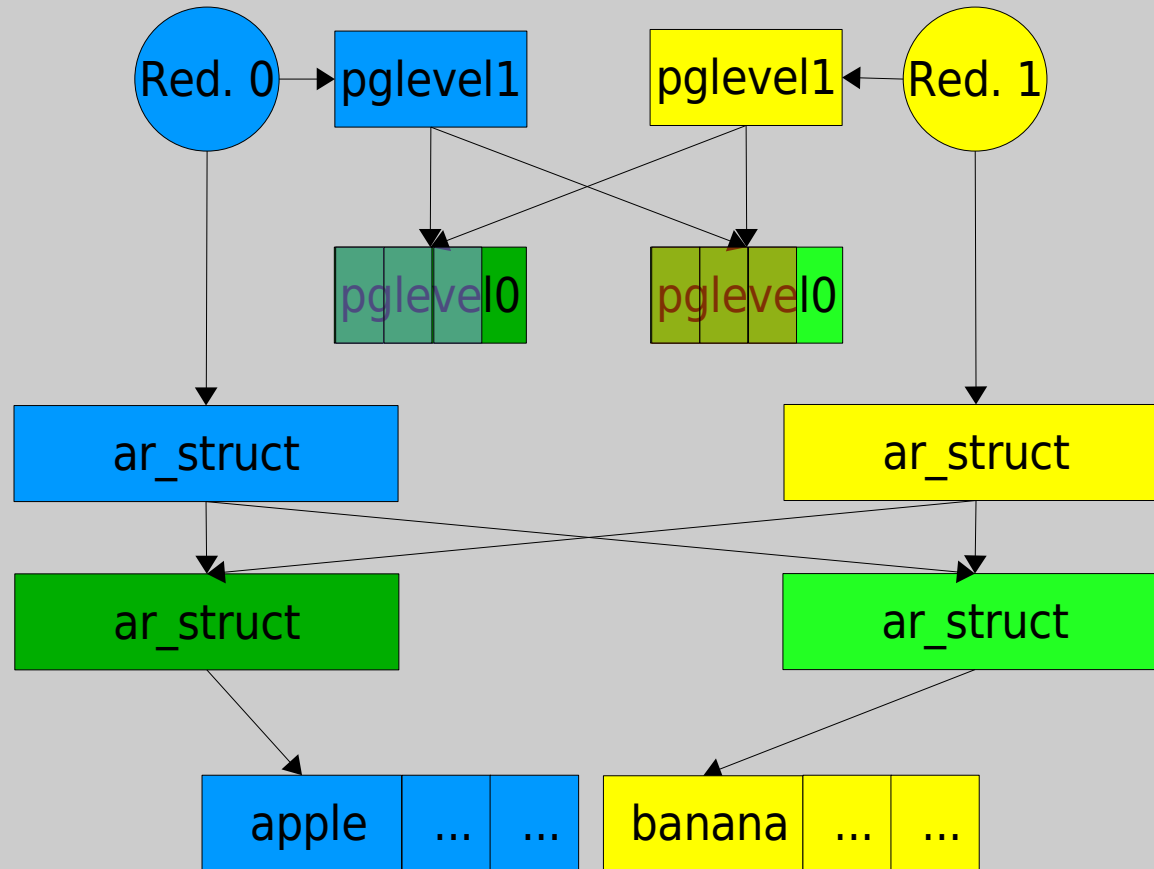 Red. 0
pglevel1
pglevel1
Red. 1
pglevel0
pglevel0
ar_struct
ar_struct
ar_struct
ar_struct
apple ... ...
banana ... ...